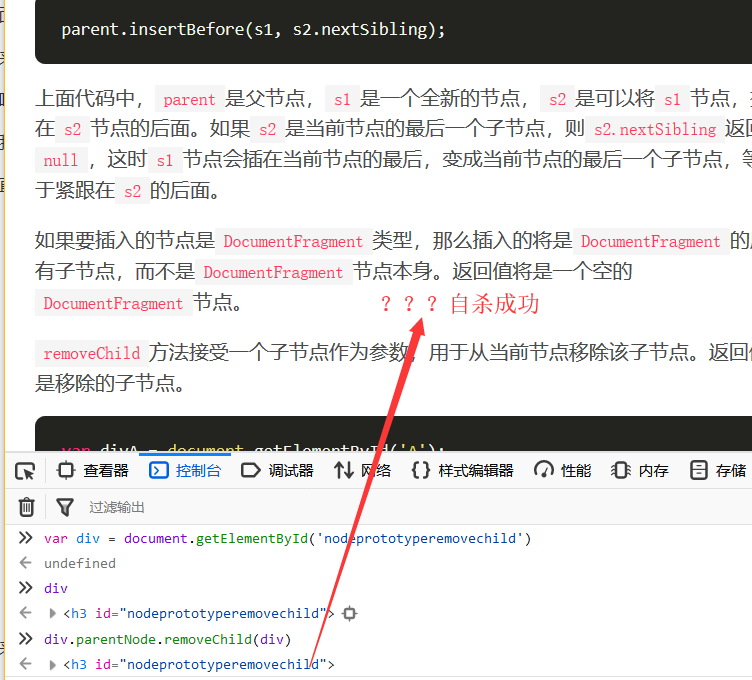 parent.insertBefore(s1, s2.nextSibling);
上面代码中， parent 是父节点， s1 是一个全新的节点， s2 是可以将 s1 节点，
在 s2 节点的后面。如果 s2 是当前节点的最后一个子节点，则 s2.nextSibling 返
null ，这时 s1 节点会插在当前节点的最后，变成当前节点的最后一个子节点，等
于紧跟在 s2 的后面。
如果要插入的节点是 DocumentFragment 类型，那么插入的将是 DocumentFragment 的
有子节点，而不是 DocumentFragment 节点本身。返回值将是一个空的
DocumentFragment 节点。
？？？自杀成功
removeChild 方法接受一个子节点作为参数，用于从当前节点移除该子节点。返回
是移除的子节点。
var divA = document.getElementById('A');
查看器 控制台 调试器 网络 样式编辑器 性能 内存 存储
过滤输出
var div = document.getElementById('nodeprototyperemovechild')
undefined
div
<h3 id="nodeprototyperemovechild">
div.parentNode.removeChild(div)
<h3 id="nodeprototyperemovechild">